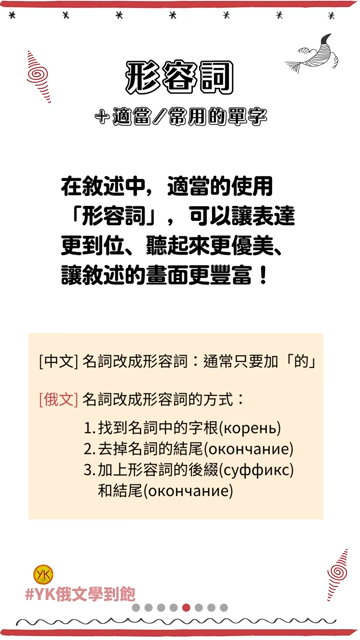 形容詞
＋適當／常用的單字
在敘述中，適當的使用
「形容詞」，可以讓表達
更到位、聽起來更優美、
讓敘述的畫面更豐富！
[中文] 名詞改成形容詞：通常只要加「的」
[俄文] 名詞改成形容詞的方式：
1.找到名詞中的字根(корень)
2.去掉名詞的結尾(окончание)
3.加上形容詞的後綴(суффикс)
和結尾(окончание)
YK
#YK俄文學到飽